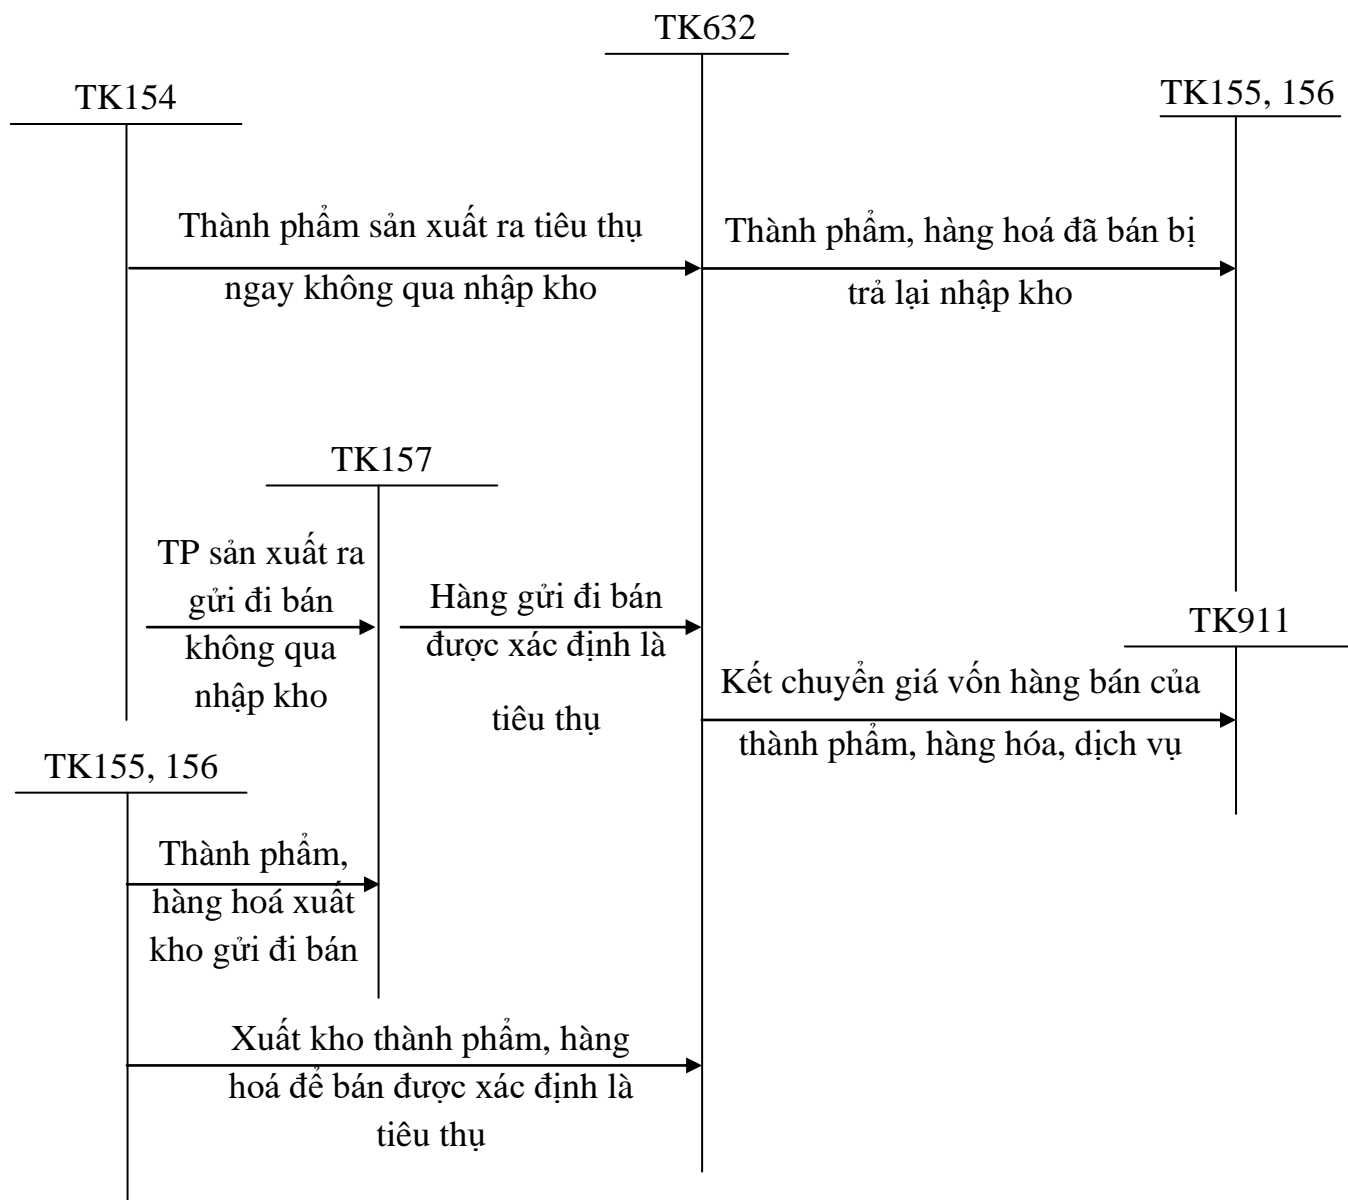 TK632
TK154
TK155, 156
Thành phẩm sản xuất ra tiêu thụ
ngay không qua nhập kho
Thành phẩm, hàng hoá đã bán bị
trả lại nhập kho
TK157
TP sản xuất ra
gửi đi bán
không qua
nhập kho
Hàng gửi đi bán
được xác định là
tiêu thụ
TK911
Kết chuyển giá vốn hàng bán của
thành phẩm, hàng hóa, dịch vụ
TK155, 156
Thành phẩm,
hàng hoá xuất
kho gửi đi bán
Xuất kho thành phẩm, hàng
hoá để bán được xác định là
tiêu thụ